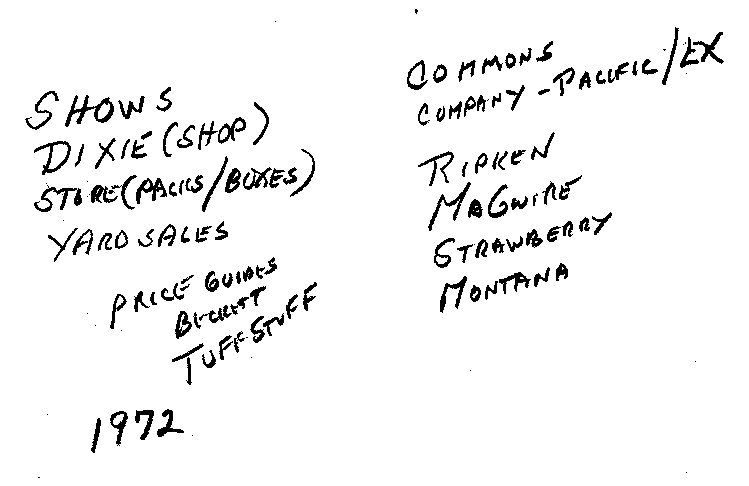 SHOWS
DIXIE (SHOP)
STORE (PACKS/BOXES)
YARD SALES
PRICE GUIDES
BECKETT
TUFF STUFF
1972
COMMONS
COMPANY - PACIFIC/EX
RIPKEN
MAGWIRE
STRAWBERRY
MONTANA